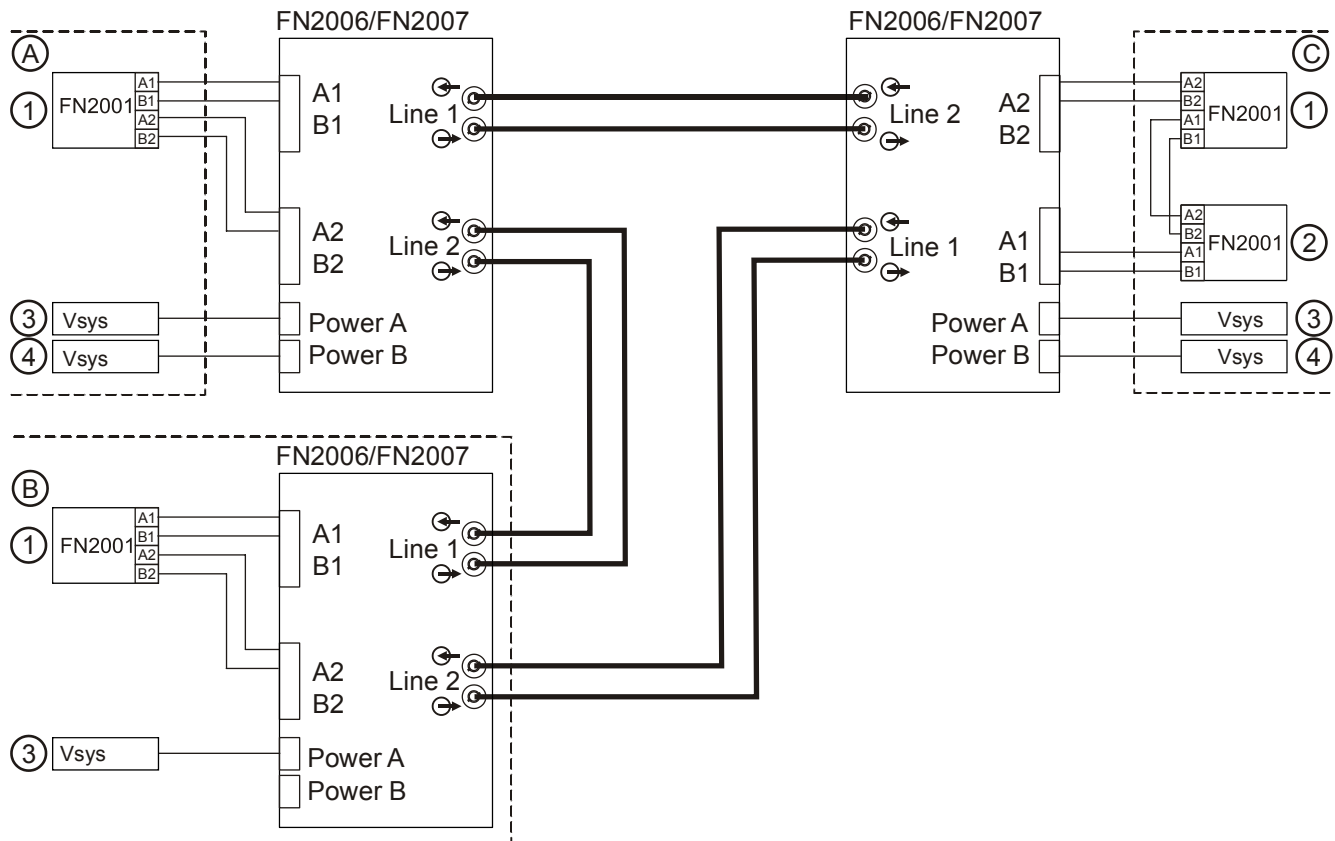 FN2006/FN2007
A
1
FN2001
A1
B1
A2
B2
A1
B1
Line 1
A2
B2
Line 2
3
Vsys
Power A
4
Vsys
Power B
FN2006/FN2007
Line 2
A2
B2
Line 1
A1
B1
Power A
Power B
C
A2
B2
A1
B1
FN2001
1
A2
B2
A1
B1
FN2001
2
Vsys
3
Vsys
4
FN2006/FN2007
B
1
FN2001
A1
B1
A2
B2
A1
B1
Line 1
A2
B2
Line 2
3
Vsys
Power A
Power B